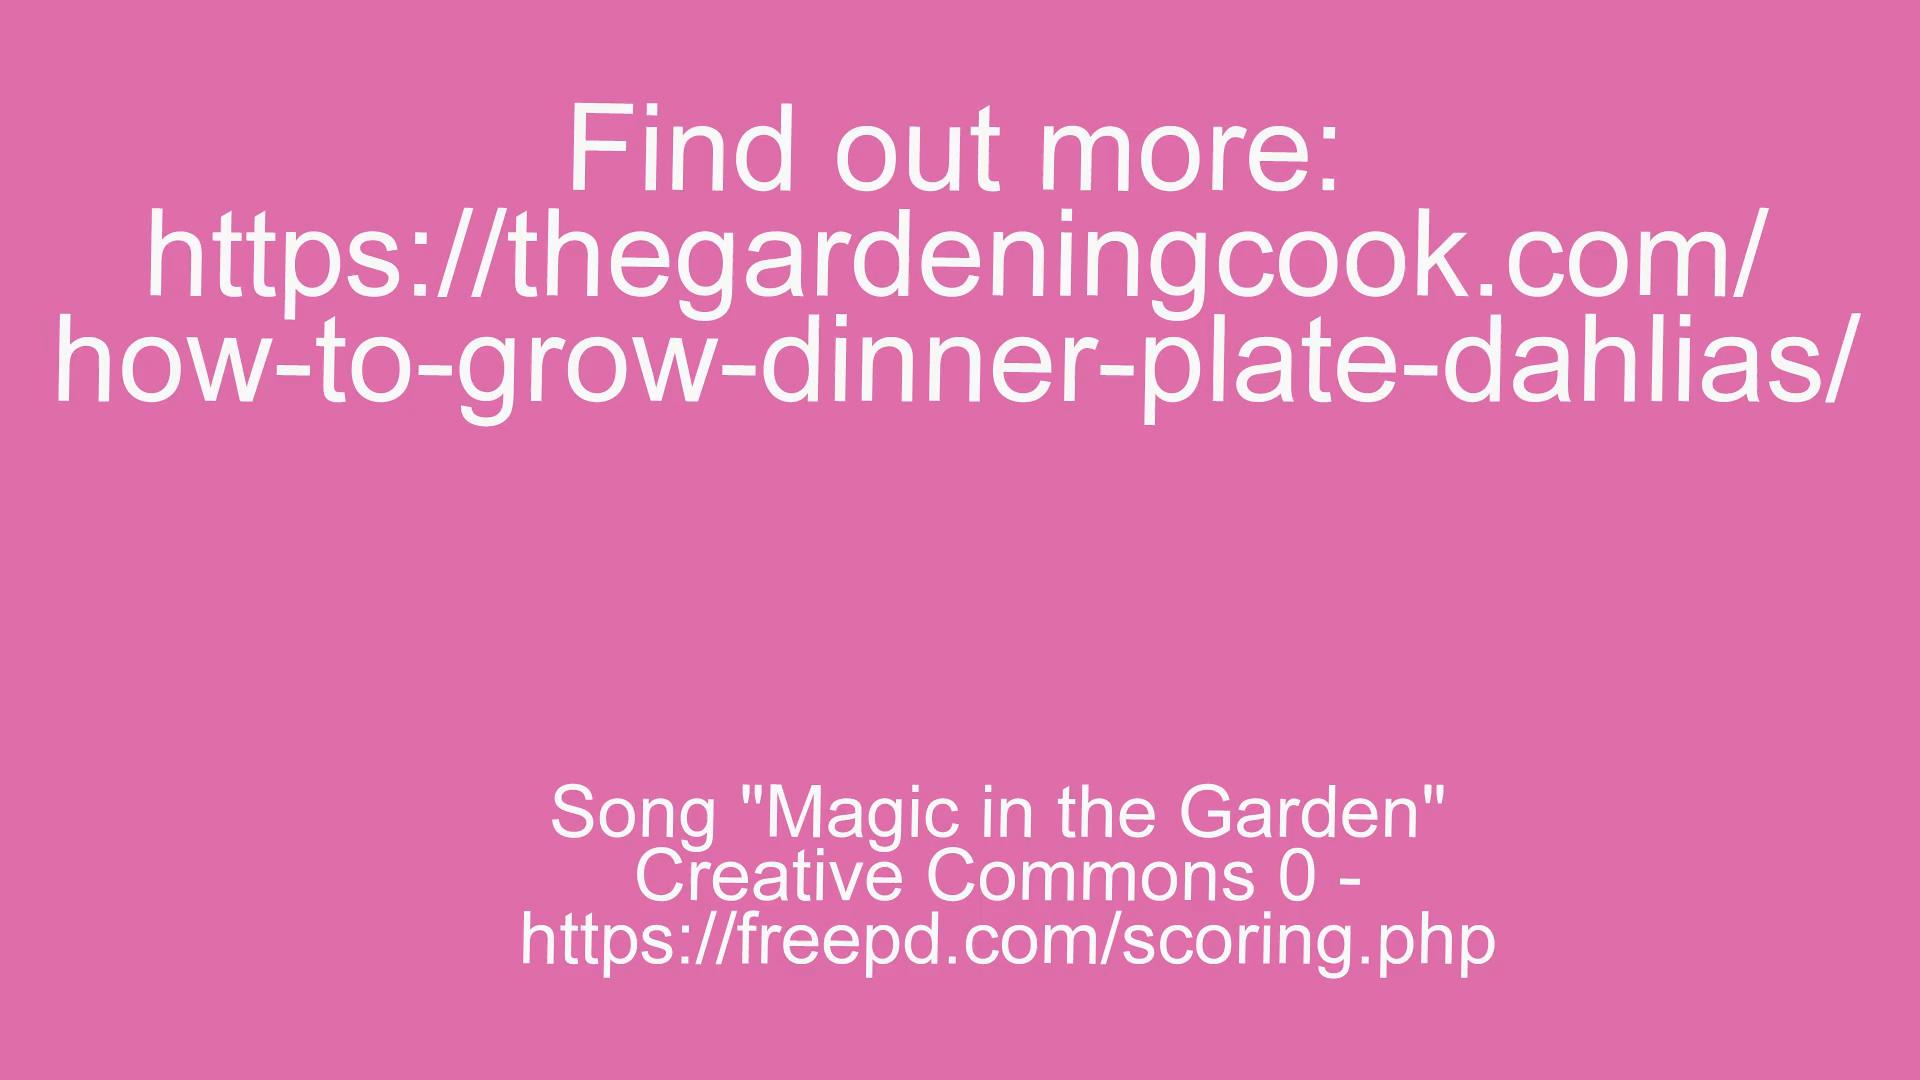 Find out more:
https://thegardeningcook.com/
how-to-grow-dinner-plate-dahlias/
Song "Magic in the Garden"
Creative Commons 0 -
https://freepd.com/scoring.php